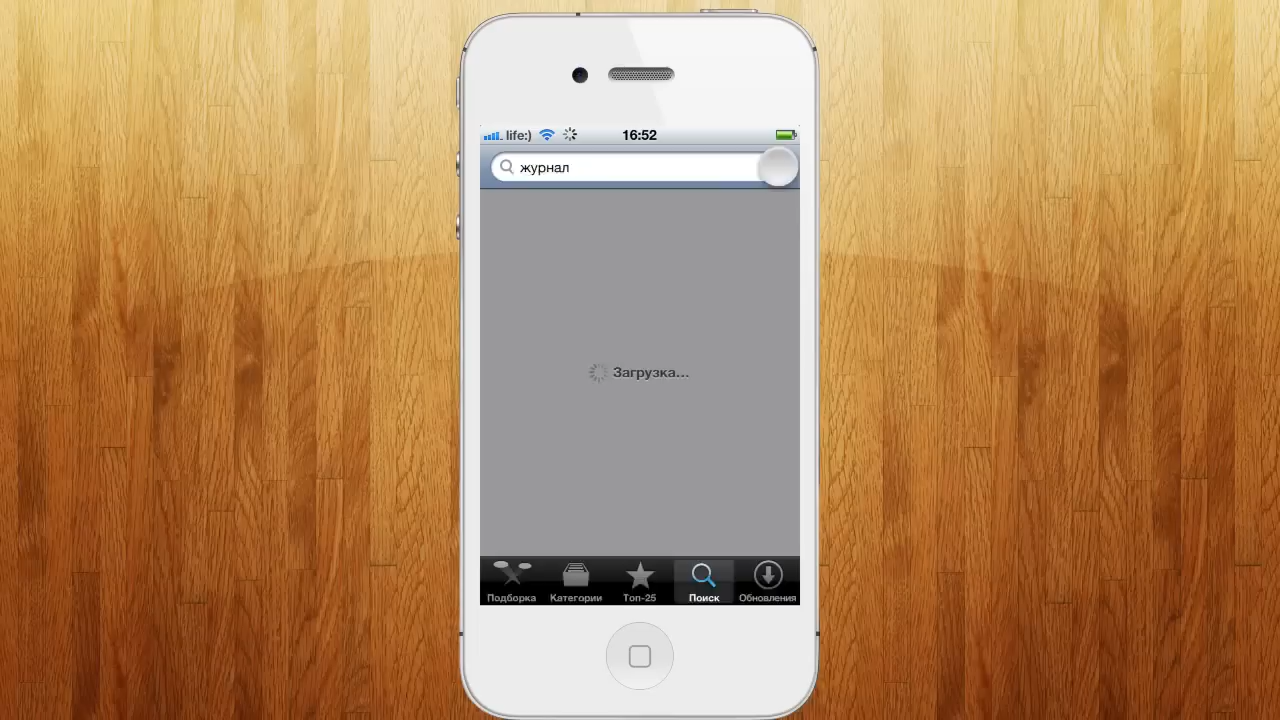 life:) 16:52
журнал
Загрузка...
Подборка Категории Топ-25 Поиск Обновления